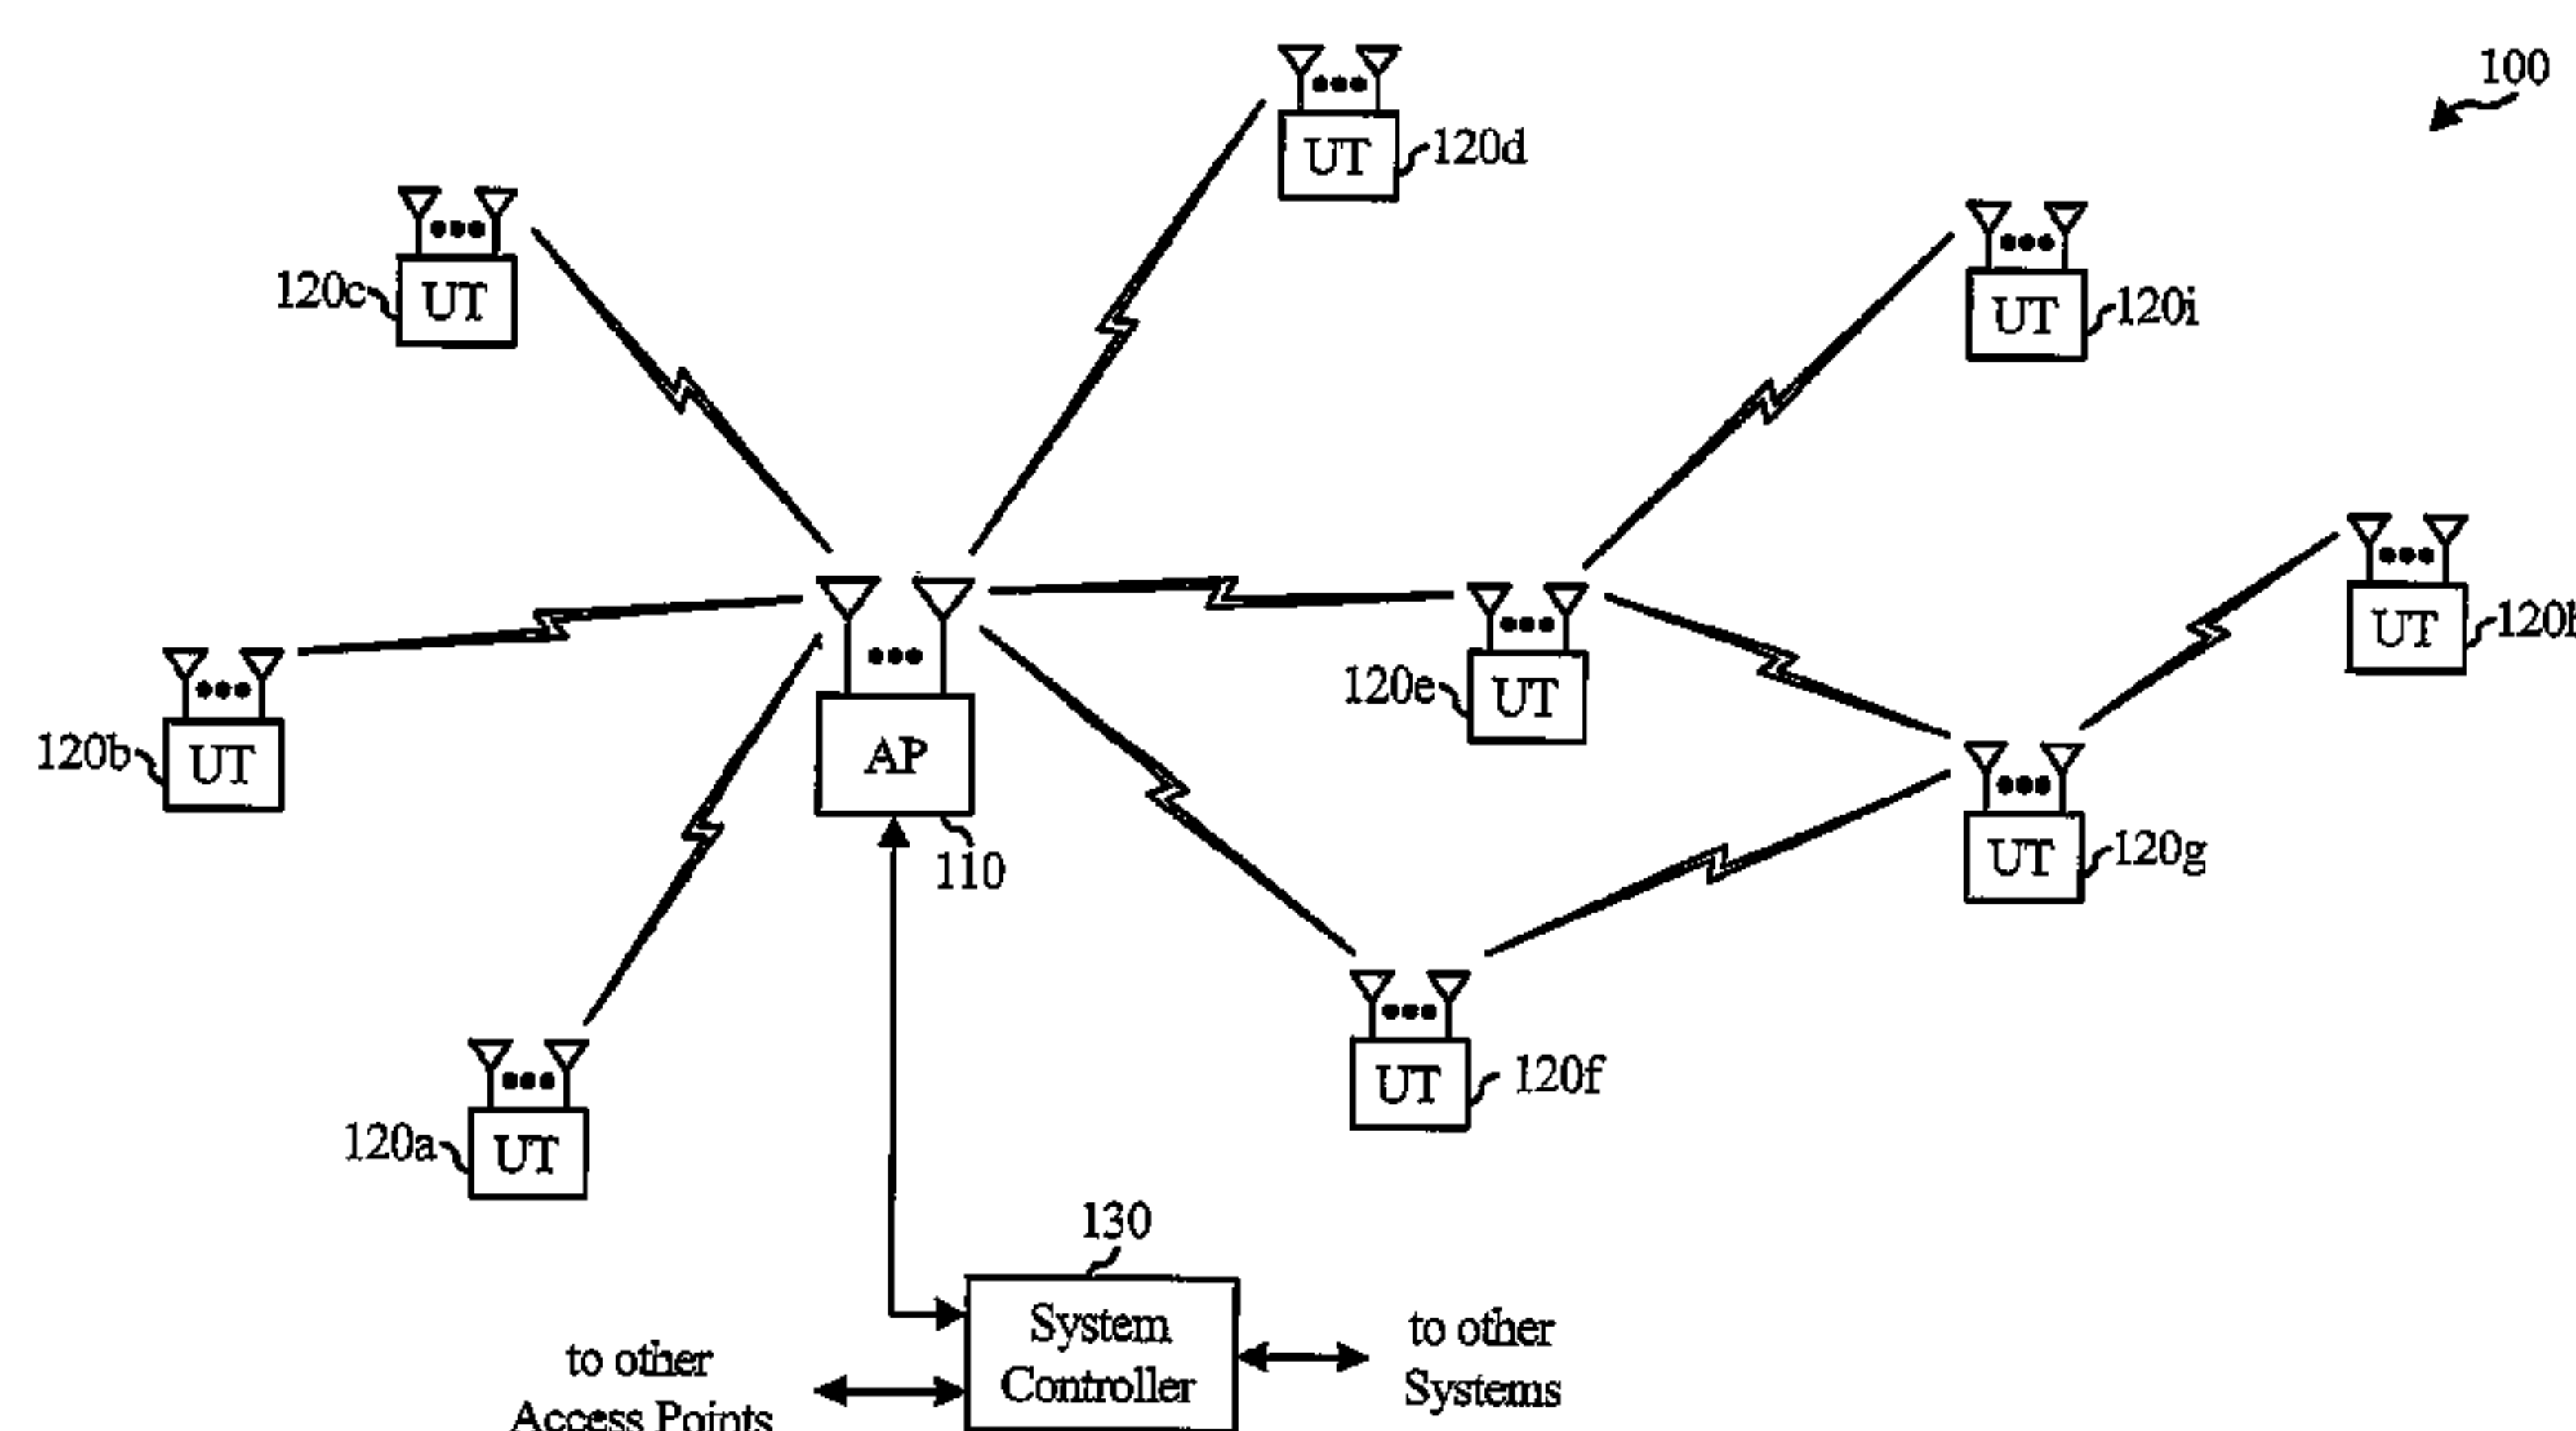 100
UT
120d
120c
UT
UT
120i
120b
UT
AP
110
120e
UT
UT
UT
120g
120a
UT
UT
120f
130
System
Controller
to other
Access Points
to other
Systems